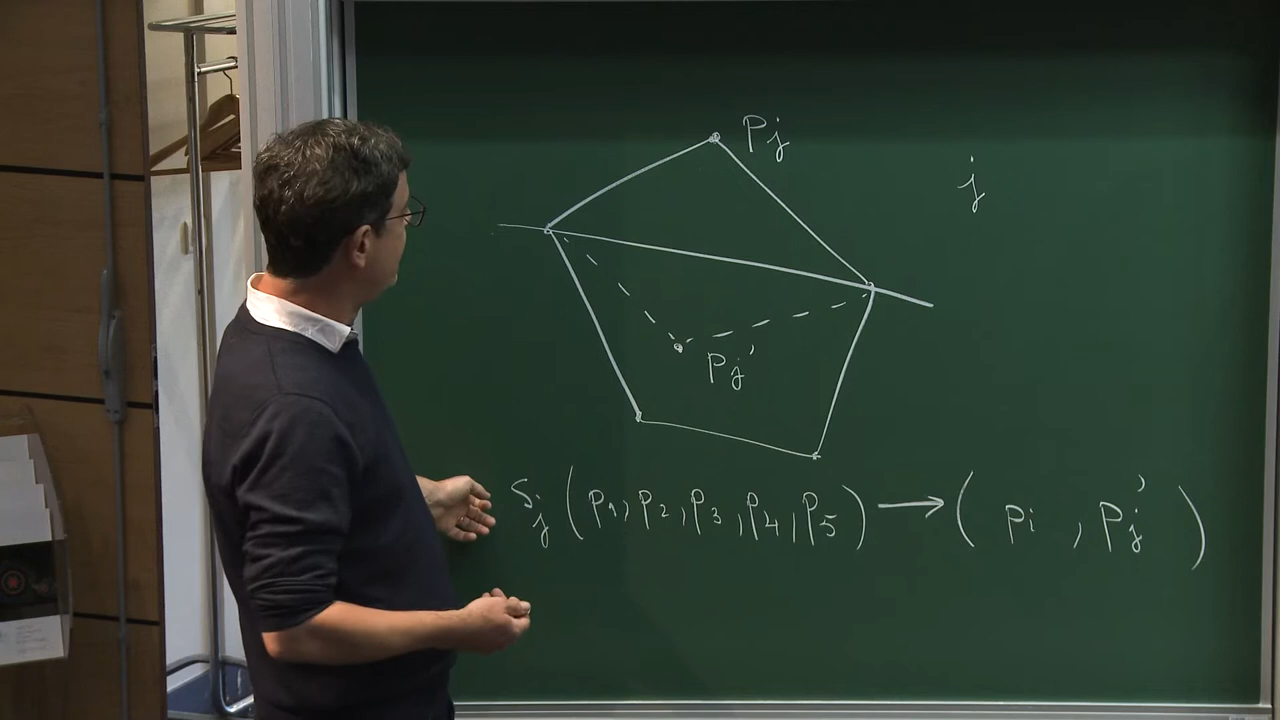 Pj
j
Pj'
Sj (P1, P2, P3, P4, P5) ⟶ (Pi, Pj')